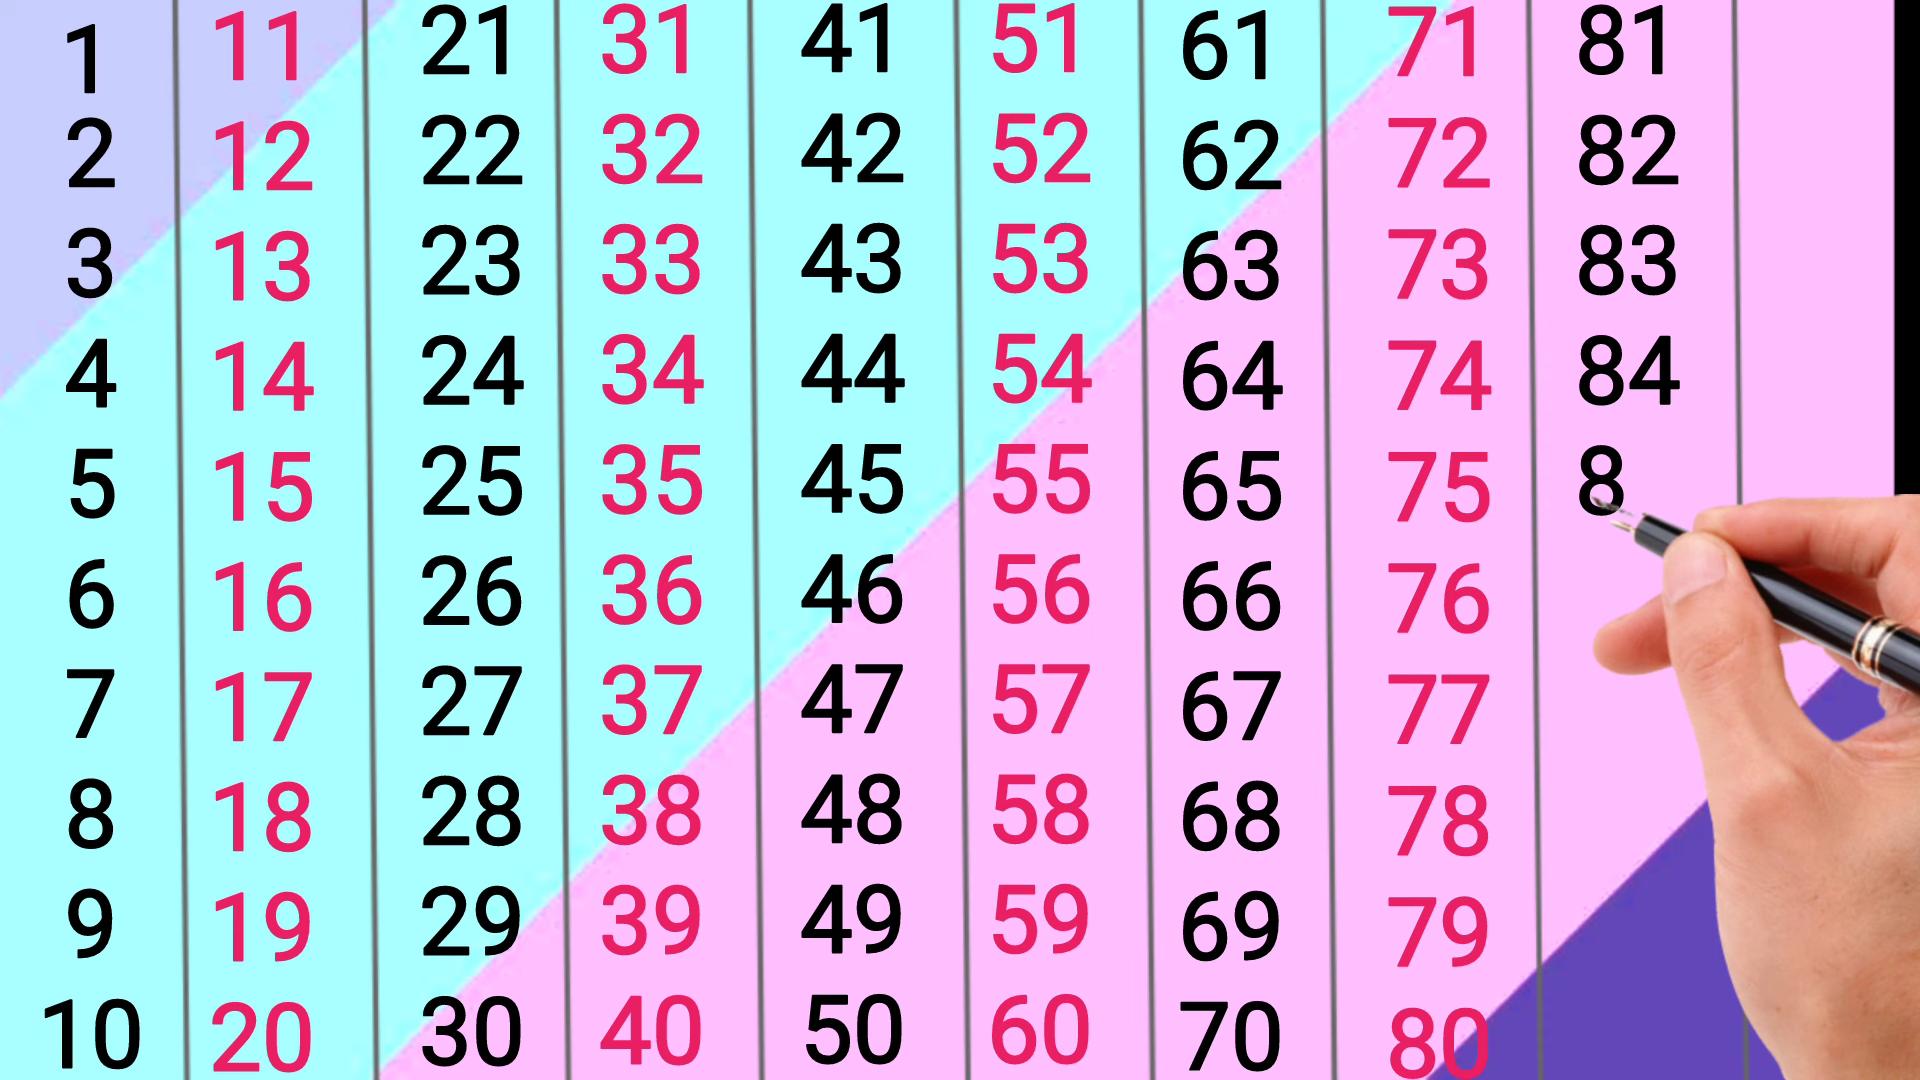 1 11 21 31 41 51 61 71 81
2 12 22 32 42 52 62 72 82
3 13 23 33 43 53 63 73 83
4 14 24 34 44 54 64 74 84
5 15 25 35 45 55 65 75 8
6 16 26 36 46 56 66 76
7 17 27 37 47 57 67 77
8 18 28 38 48 58 68 78
9 19 29 39 49 59 69 79
10 20 30 40 50 60 70 80